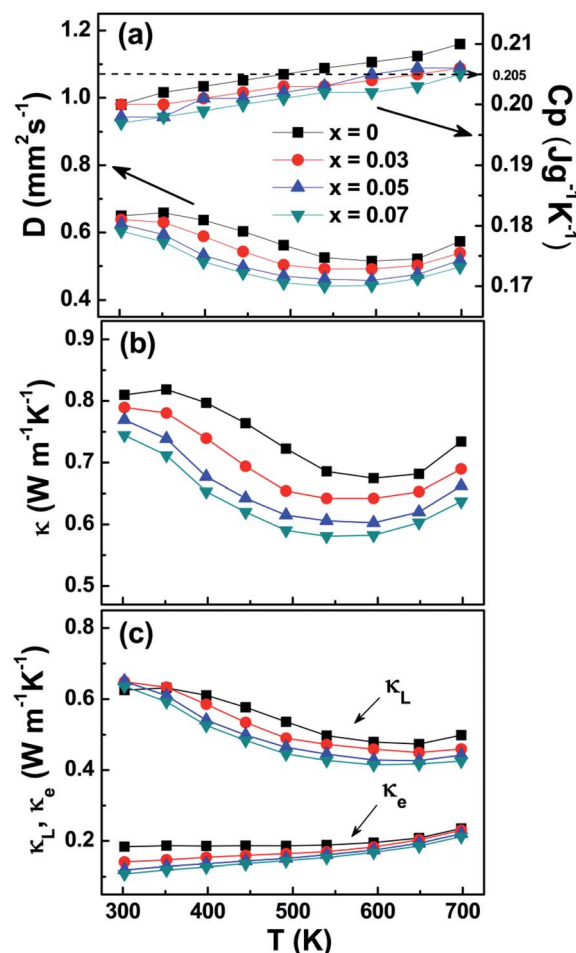 (a)
1.2
1.0
0.8
0.6
0.4
D (mm²s⁻¹)
0.21
0.205
0.20
0.19
0.18
0.17
Cp (Jg⁻¹K⁻¹)
x = 0
x = 0.03
x = 0.05
x = 0.07
(b)
0.9
0.8
0.7
0.6
0.5
κ (W m⁻¹K⁻¹)
(c)
0.8
0.6
0.4
0.2
κL, κe (W m⁻¹K⁻¹)
κL
κe
300 400 500 600 700
T (K)